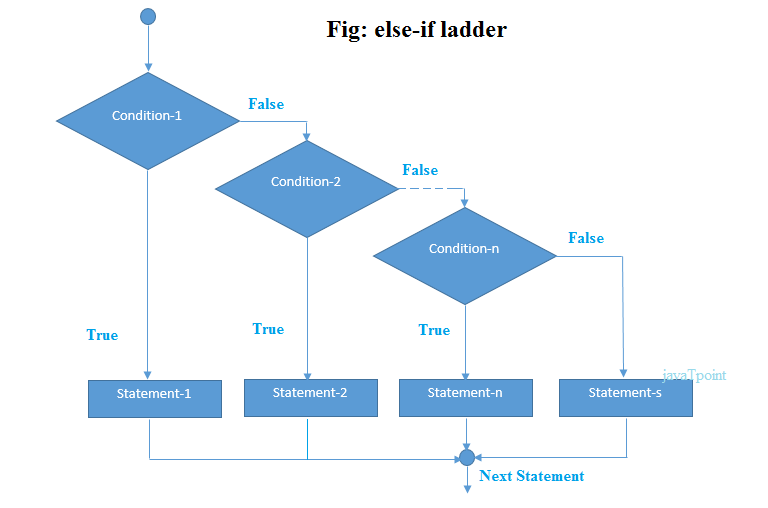 Fig: else-if ladder
Condition-1
False
Condition-2
False
Condition-n
False
True
True
True
Statement-1
Statement-2
Statement-n
Statement-s
javaTpoint
Next Statement